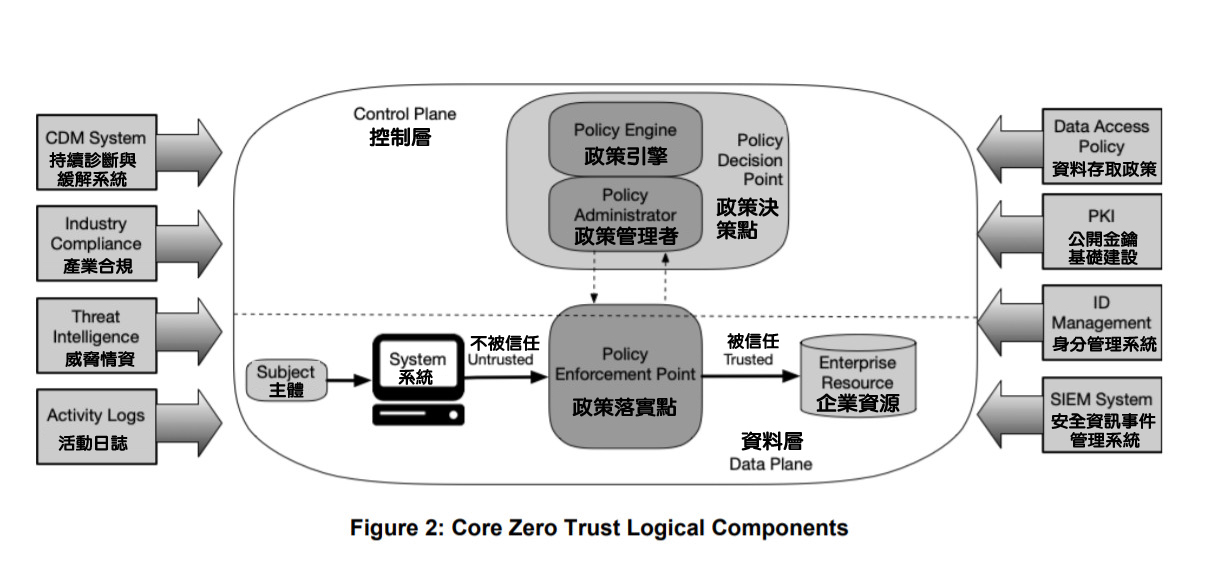 Control Plane
控制層
Policy Engine
政策引擎
Policy
Administrator
政策管理者
Policy
Decision
Point
政策決
策點
CDM System
持續診斷與
緩解系統
Industry
Compliance
產業合規
Threat
Intelligence
威脅情資
Activity Logs
活動日誌
Subject
主體
System
系統
不被信任
Untrusted
Policy
Enforcement Point
政策落實點
被信任
Trusted
Enterprise
Resource
企業資源
資料層
Data Plane
Data Access
Policy
資料存取政策
PKI
公開金鑰
基礎建設
ID
Management
身分管理系統
SIEM System
安全資訊事件
管理系統
Figure 2: Core Zero Trust Logical Components